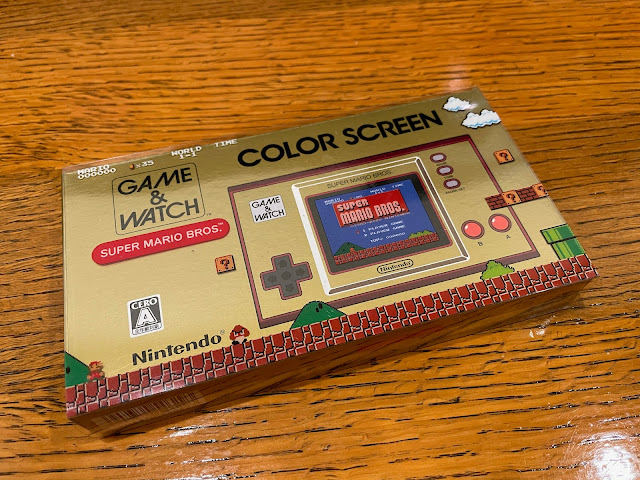 MARIO WORLD TIME
000000 ×35 1-1
COLOR SCREEN
GAME
&
WATCH
SUPER MARIO BROS.™
SUPER MARIO BROS.
GAME
& WATCH
SUPER
MARIO BROS.
1 PLAYER GAME
2 PLAYER GAME
Nintendo
B A
?
?
?
CERO
A
Nintendo